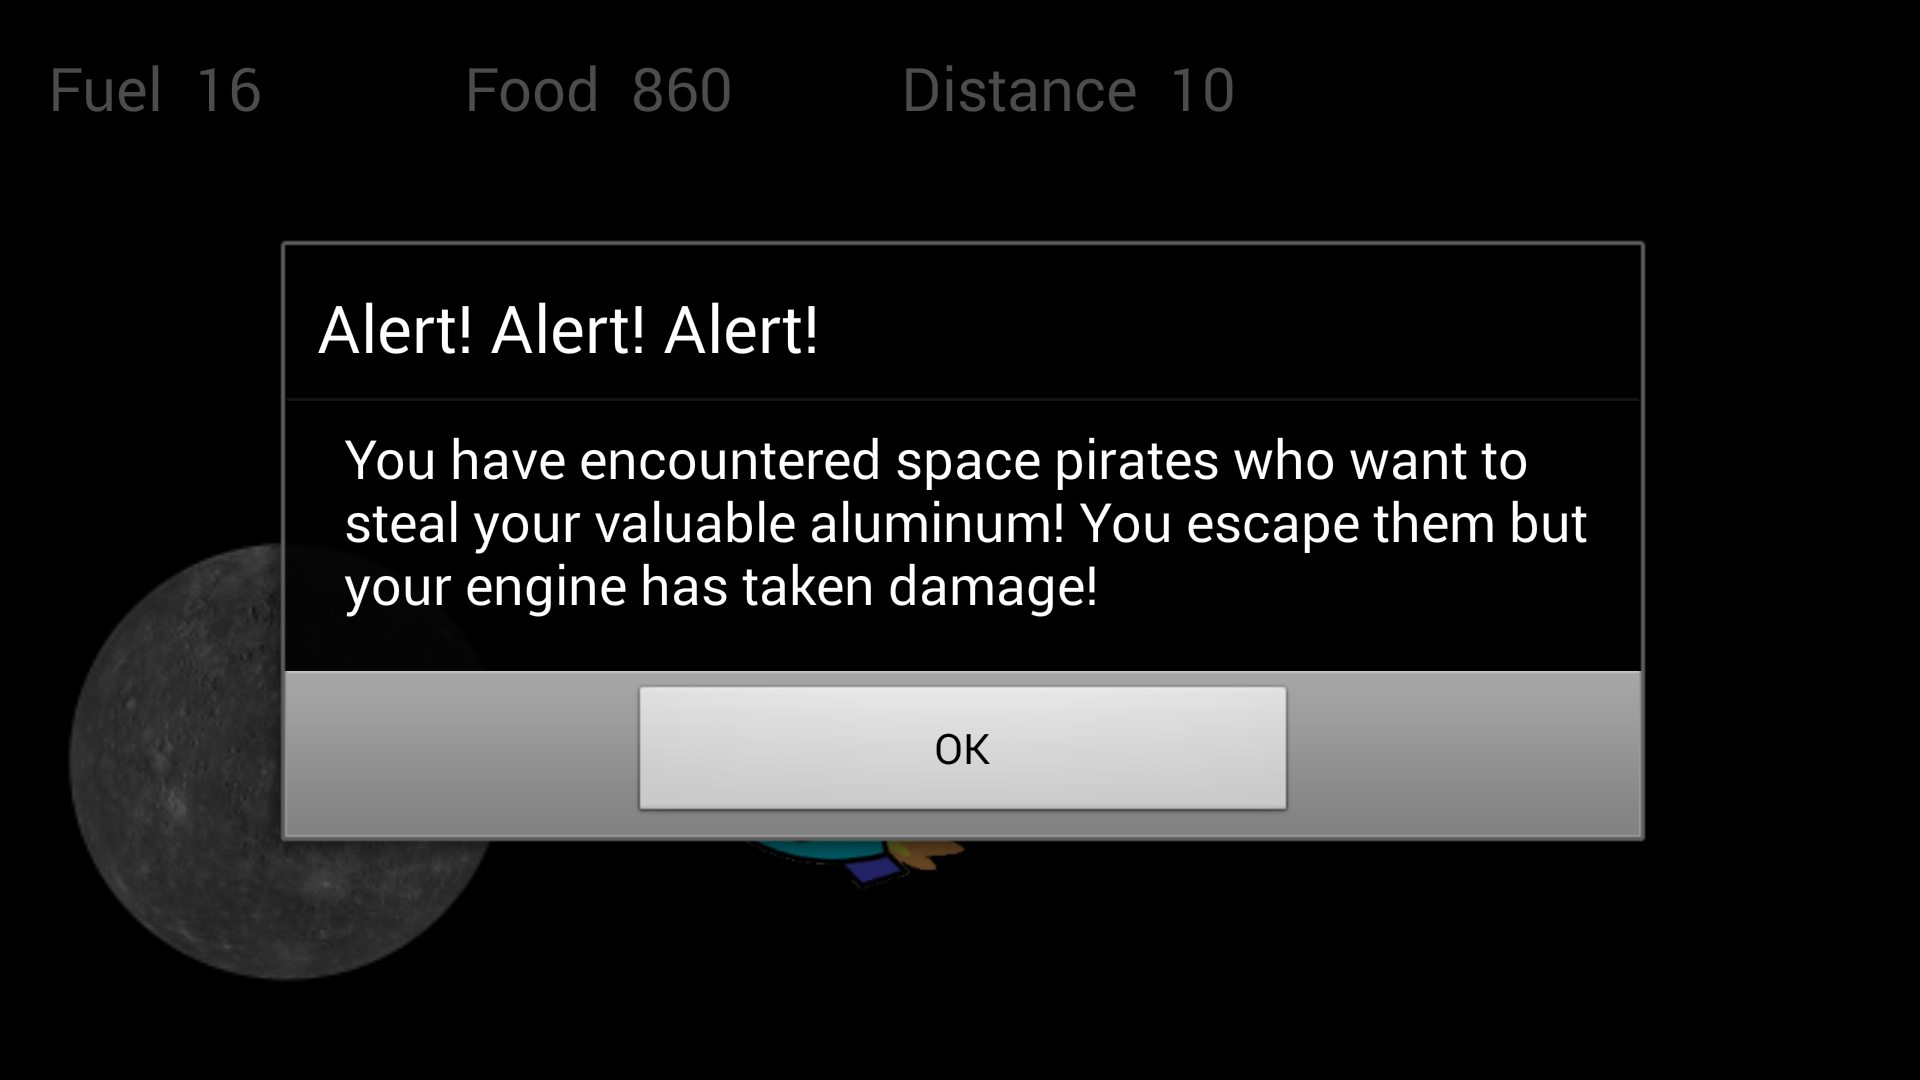 Fuel 16 Food 860 Distance 10
Alert! Alert! Alert!
You have encountered space pirates who want to
steal your valuable aluminum! You escape them but
your engine has taken damage!
OK